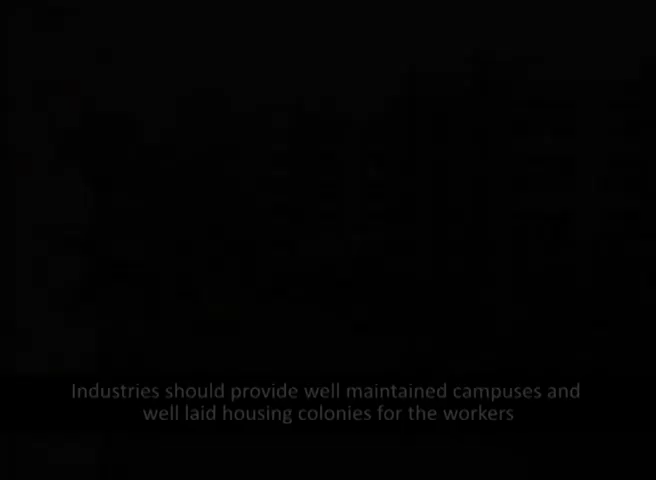 Industries should provide well maintained campuses and
well laid housing colonies for the workers